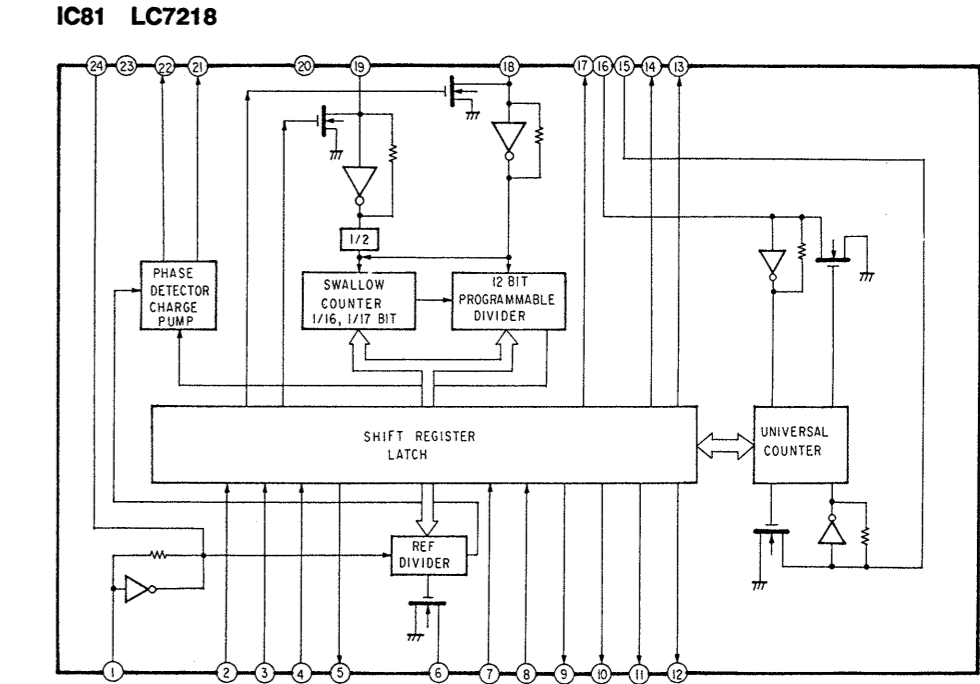 IC81 LC7218
24 23 22 21 20 19 18 17 16 15 14 13
1/2
PHASE
DETECTOR
CHARGE
PUMP
SWALLOW
COUNTER
1/16, 1/17 BIT
12 BIT
PROGRAMMABLE
DIVIDER
SHIFT REGISTER
LATCH
UNIVERSAL
COUNTER
REF
DIVIDER
1 2 3 4 5 6 7 8 9 10 11 12